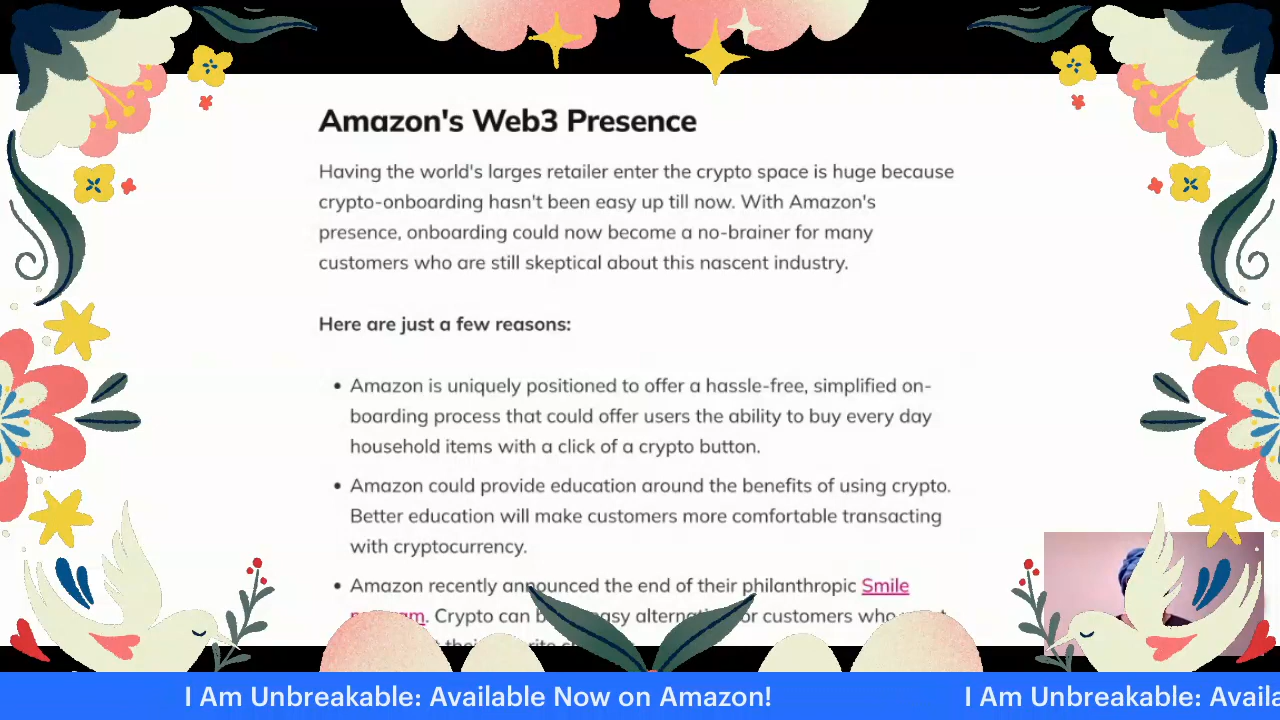 Amazon's Web3 Presence
Having the world's larges retailer enter the crypto space is huge because
crypto-onboarding hasn't been easy up till now. With Amazon's
presence, onboarding could now become a no-brainer for many
customers who are still skeptical about this nascent industry.
Here are just a few reasons:
• Amazon is uniquely positioned to offer a hassle-free, simplified on-
boarding process that could offer users the ability to buy every day
household items with a click of a crypto button.
• Amazon could provide education around the benefits of using crypto.
Better education will make customers more comfortable transacting
with cryptocurrency.
• Amazon recently announced the end of their philanthropic Smile
Crypto can customers who
I Am Unbreakable: Available Now on Amazon! I Am Unbreakable: